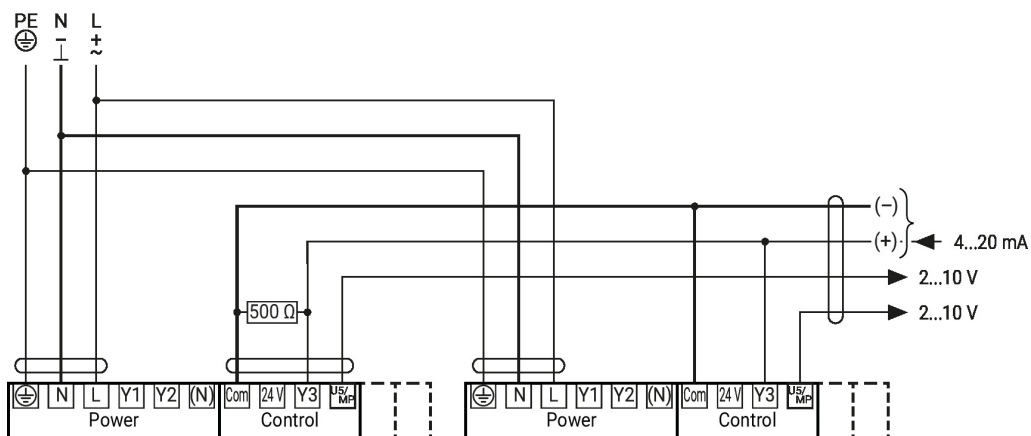 PE N L
– +
~
(–)
(+) 4...20 mA
2...10 V
500 Ω 2...10 V
N L Y1 Y2 (N) Com 24 V Y3 U5/MP N L Y1 Y2 (N) Com 24 V Y3 U5/MP
Power Control Power Control